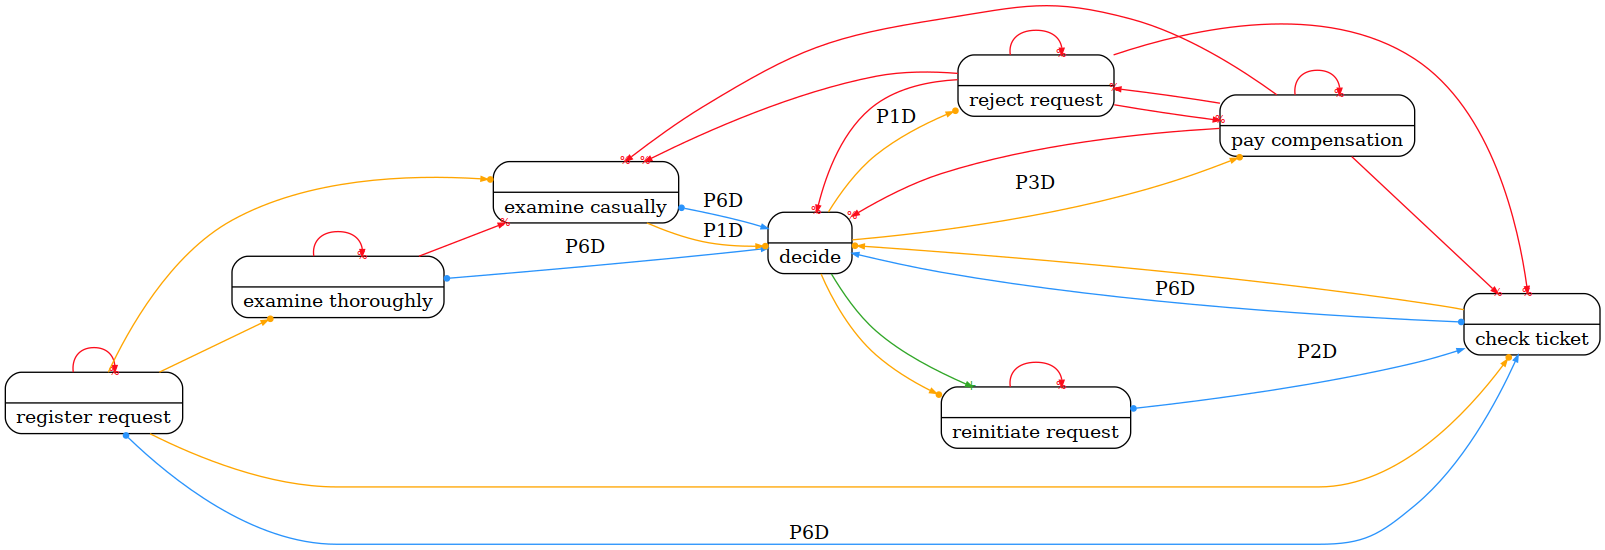 P1D
reject request
pay compensation
P3D
examine casually
P6D
P1D
P6D
decide
examine thoroughly
P6D
check ticket
P2D
register request
reinitiate request
P6D
%
%
%
%
%
%
%
%
%
%
%
%
%
%
+